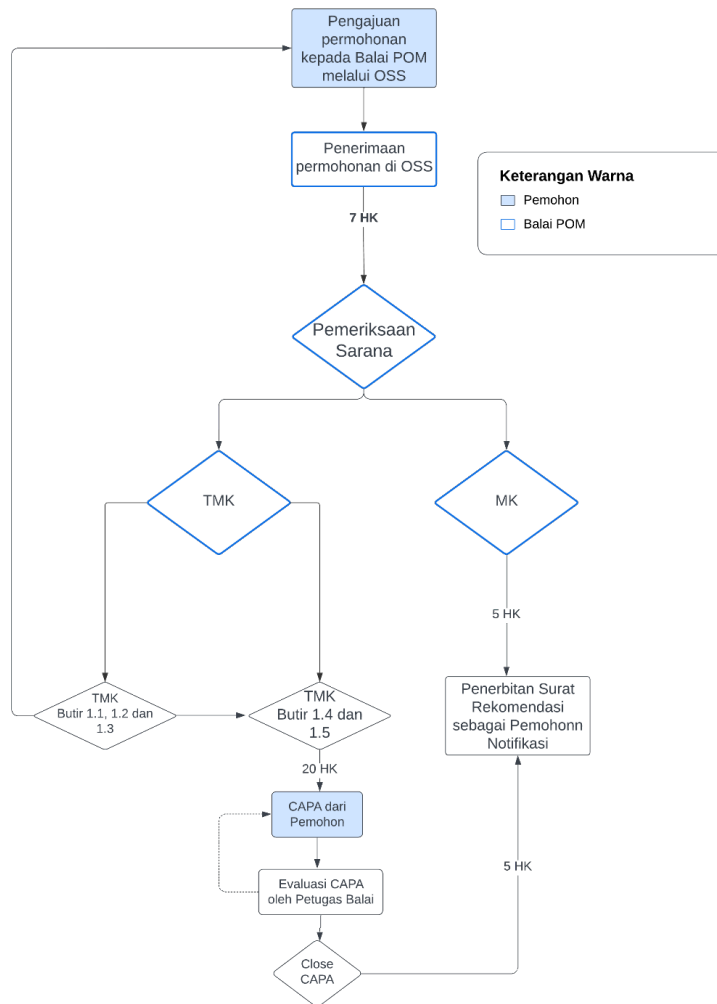 Pengajuan
permohonan
kepada Balai POM
melalui OSS
Penerimaan
permohonan di OSS
Keterangan Warna
Pemohon
Balai POM
7 HK
Pemeriksaan
Sarana
TMK
MK
5 HK
TMK
Butir 1.1, 1.2 dan
1.3
TMK
Butir 1.4 dan
1.5
Penerbitan Surat
Rekomendasi
sebagai Pemohonn
Notifikasi
20 HK
CAPA dari
Pemohon
5 HK
Evaluasi CAPA
oleh Petugas Balai
Close
CAPA